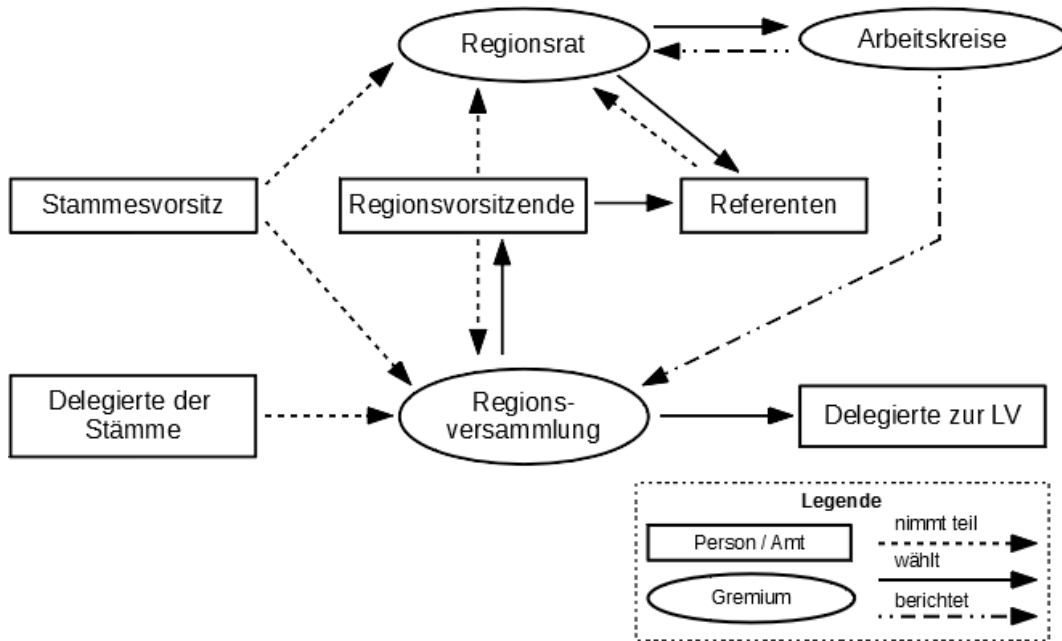 Regionsrat
Arbeitskreise
Stammesvorsitz
Regionsvorsitzende
Referenten
Delegierte der
Stämme
Regions-
versammlung
Delegierte zur LV
Legende
Person / Amt
nimmt teil
wählt
Gremium
berichtet